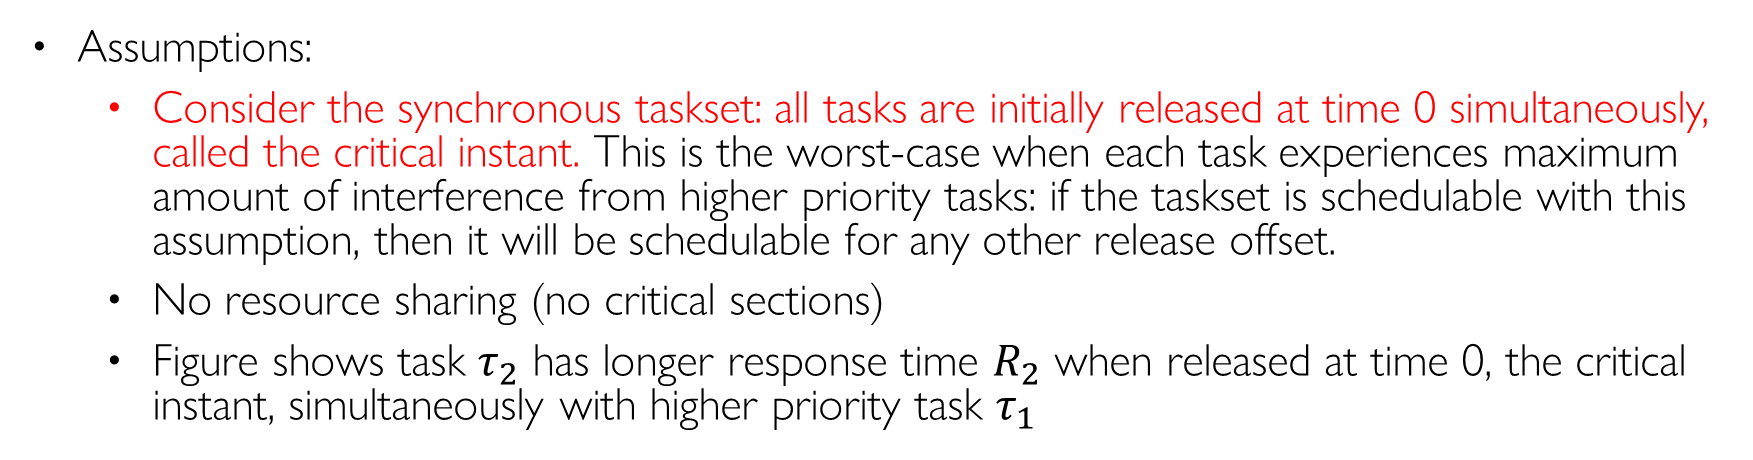 • Assumptions:
• Consider the synchronous taskset: all tasks are initially released at time 0 simultaneously,
called the critical instant. This is the worst-case when each task experiences maximum
amount of interference from higher priority tasks: if the taskset is schedulable with this
assumption, then it will be schedulable for any other release offset.
• No resource sharing (no critical sections)
• Figure shows task τ₂ has longer response time R₂ when released at time 0, the critical
instant, simultaneously with higher priority task τ₁